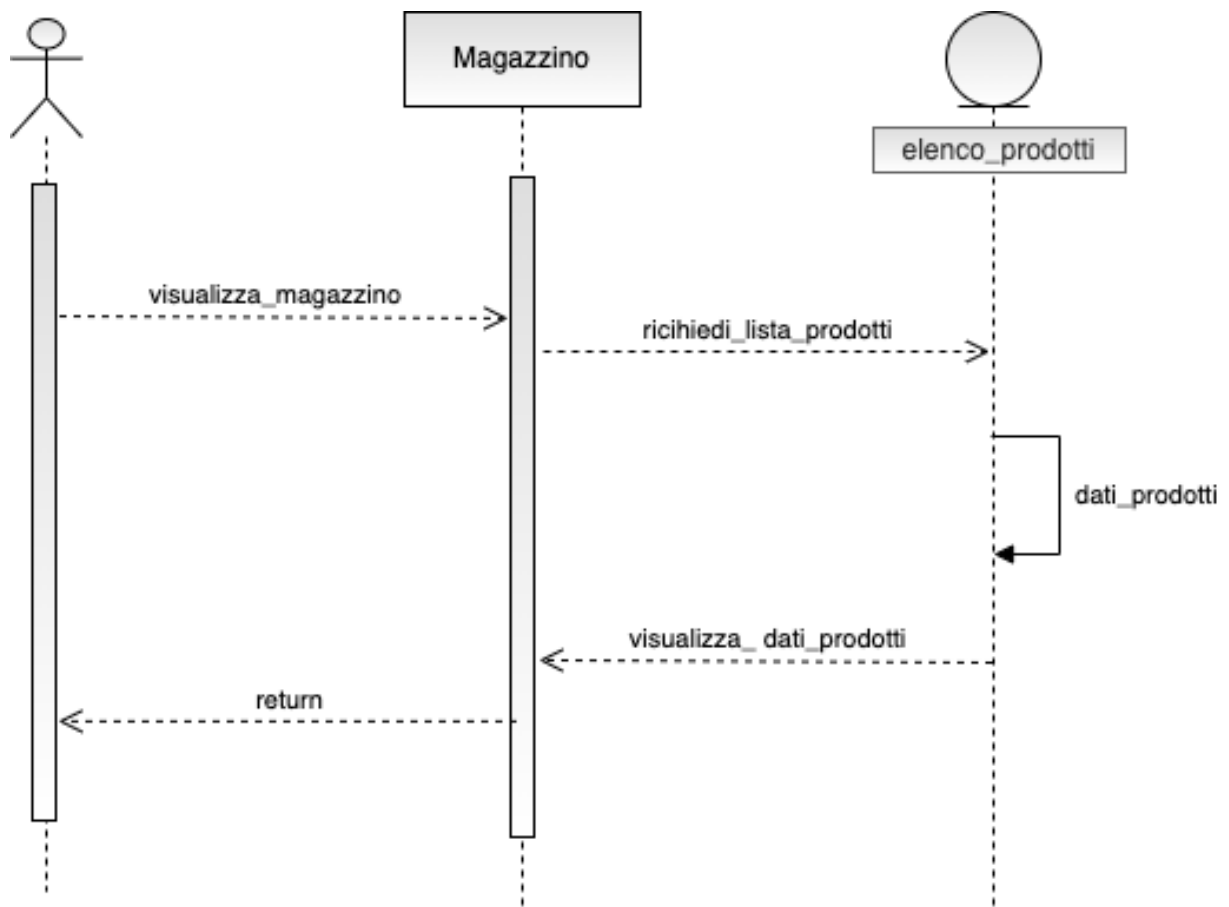 Magazzino
elenco_prodotti
visualizza_magazzino
ricihiedi_lista_prodotti
dati_prodotti
visualizza_ dati_prodotti
return